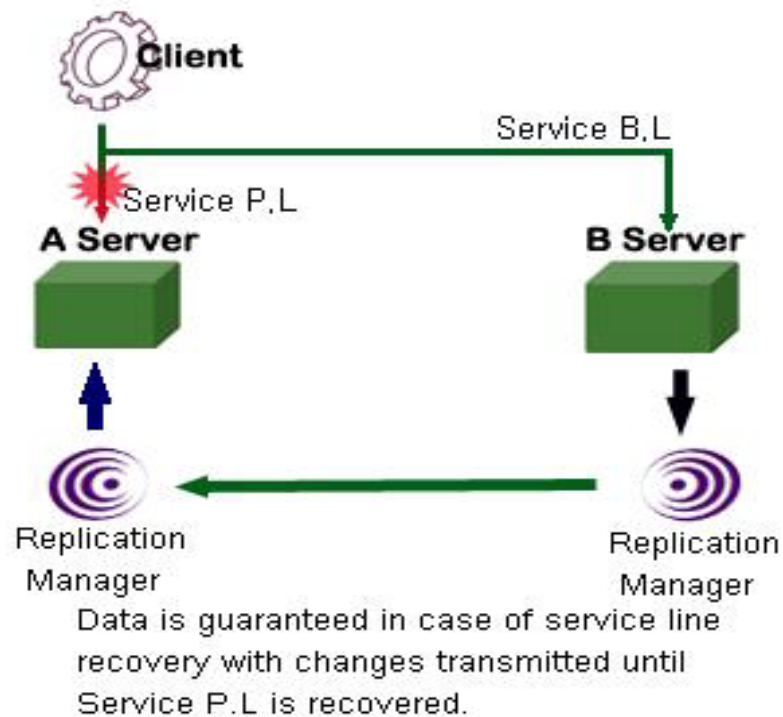 Client
Service B,L
Service P,L
A Server
B Server
Replication
Manager
Replication
Manager
Data is guaranteed in case of service line
recovery with changes transmitted until
Service P.L is recovered.